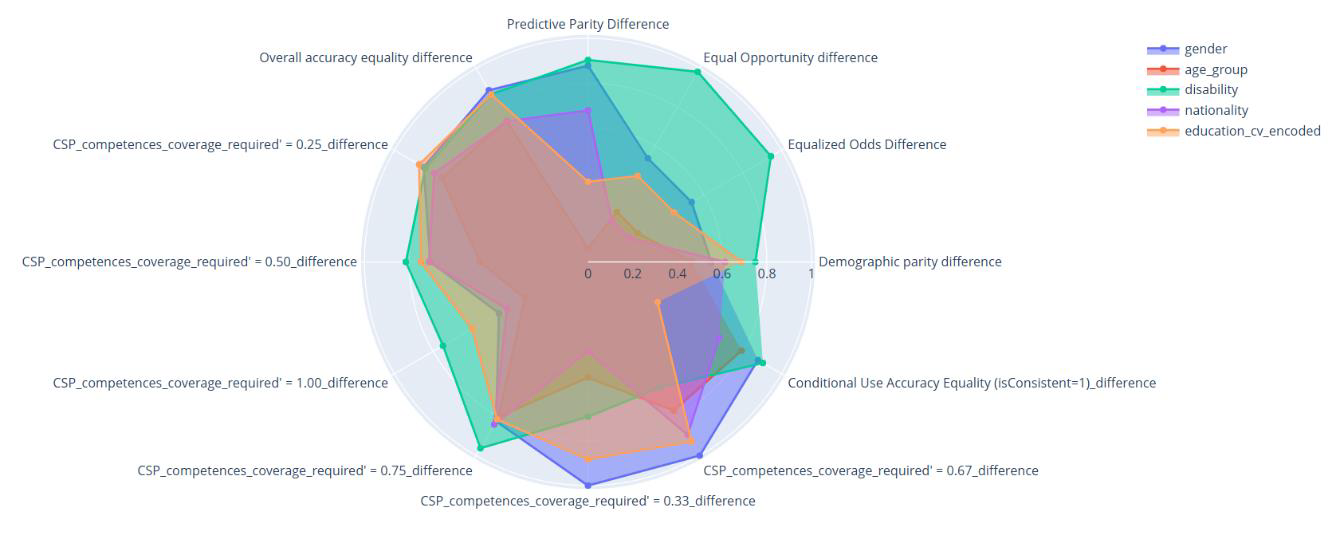 Predictive Parity Difference
Overall accuracy equality difference
Equal Opportunity difference
gender
age_group
disability
nationality
education_cv_encoded
CSP_competences_coverage_required' = 0.25_difference
Equalized Odds Difference
CSP_competences_coverage_required' = 0.50_difference
Demographic parity difference
0 0.2 0.4 0.6 0.8 1
CSP_competences_coverage_required' = 1.00_difference
Conditional Use Accuracy Equality (isConsistent=1)_difference
CSP_competences_coverage_required' = 0.75_difference
CSP_competences_coverage_required' = 0.67_difference
CSP_competences_coverage_required' = 0.33_difference